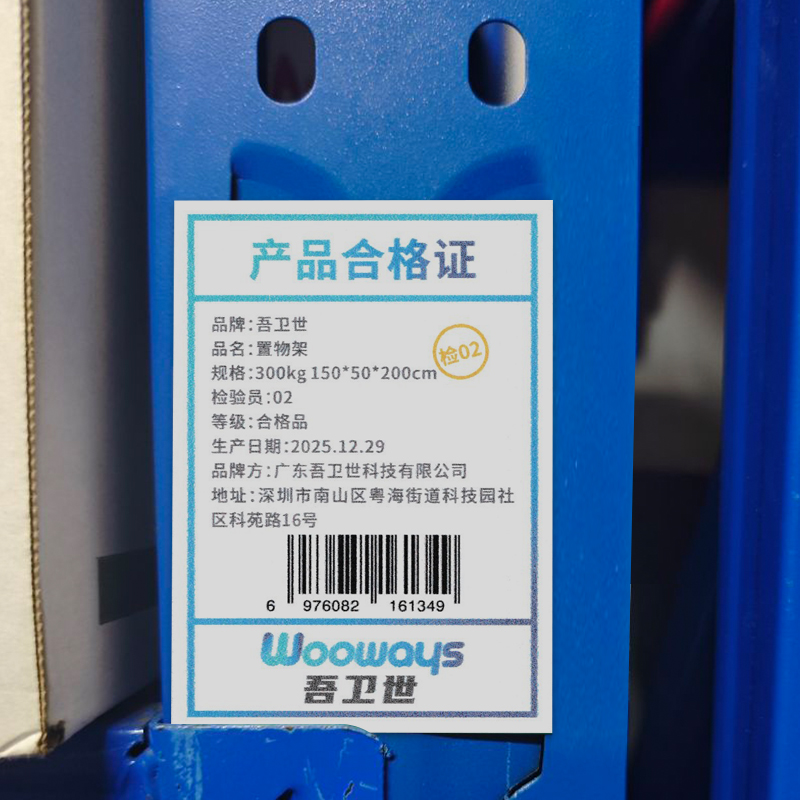 产品合格证
品牌:吾卫世
品名:置物架
检02
规格:300kg 150*50*200cm
检验员:02
等级:合格品
生产日期:2025.12.29
品牌方:广东吾卫世科技有限公司
地址:深圳市南山区粤海街道科技园社
区科苑路16号
6 976082 161349
Wooways
吾卫世